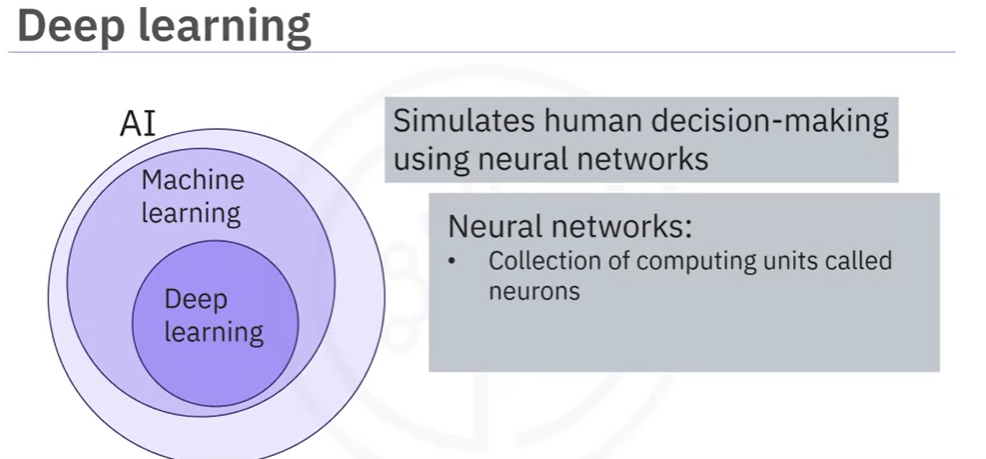 Deep learning
AI
Machine
learning
Deep
learning
Simulates human decision-making
using neural networks
Neural networks:
• Collection of computing units called
neurons